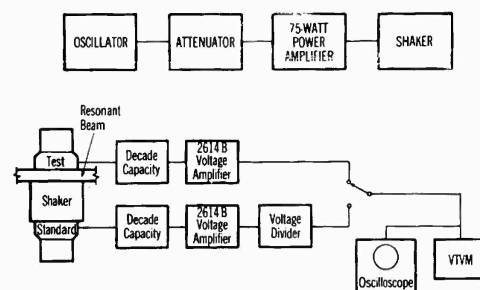 OSCILLATOR
ATTENUATOR
75-WATT
POWER
AMPLIFIER
SHAKER
Resonant
Beam
Test
Decade
Capacity
2614 B
Voltage
Amplifier
Shaker
Standard
Decade
Capacity
2614 B
Voltage
Amplifier
Voltage
Divider
Oscilloscope
VTVM